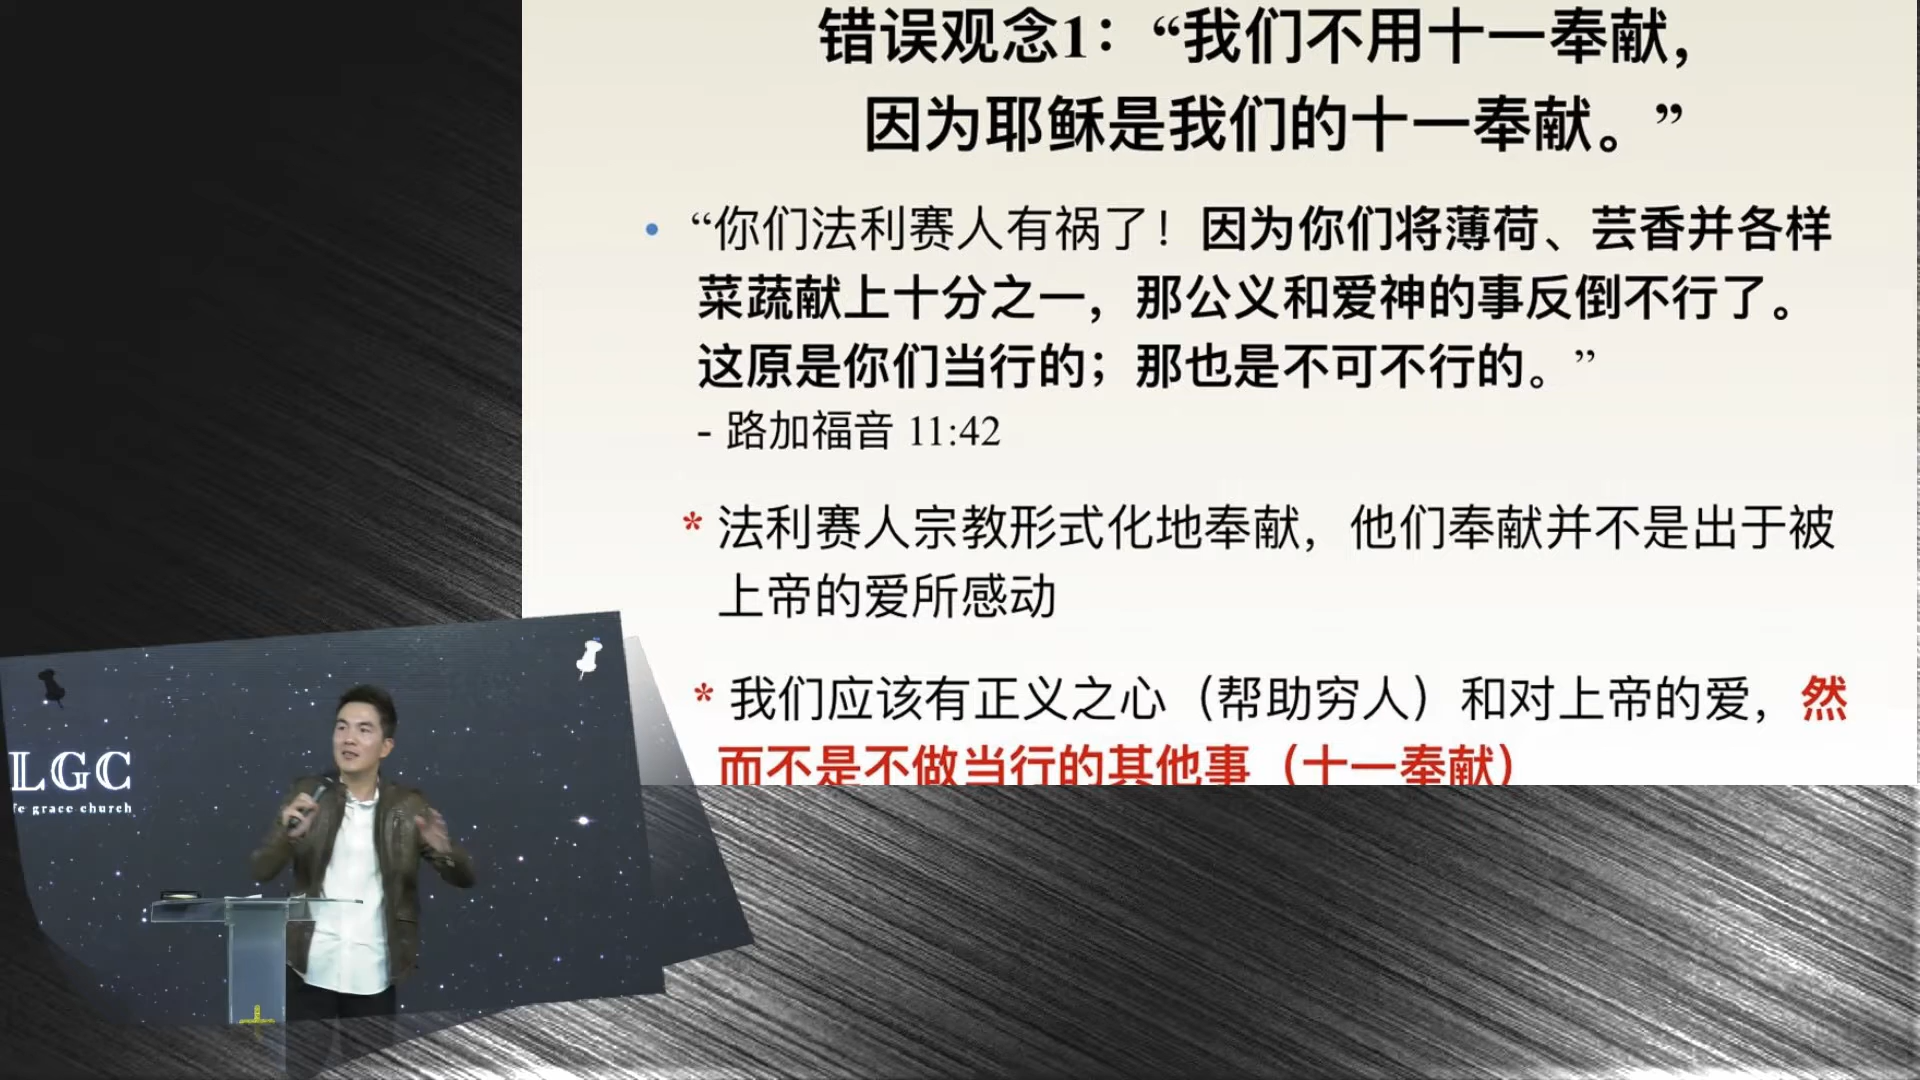 错误观念1：“我们不用十一奉献，
因为耶稣是我们的十一奉献。”
• “你们法利赛人有祸了！因为你们将薄荷、芸香并各样
菜蔬献上十分之一，那公义和爱神的事反倒不行了。
这原是你们当行的；那也是不可不行的。”
- 路加福音 11:42
* 法利赛人宗教形式化地奉献，他们奉献并不是出于被
上帝的爱所感动
* 我们应该有正义之心（帮助穷人）和对上帝的爱，然
而不是不做当行的其他事（十一奉献）
LGC
fe grace church